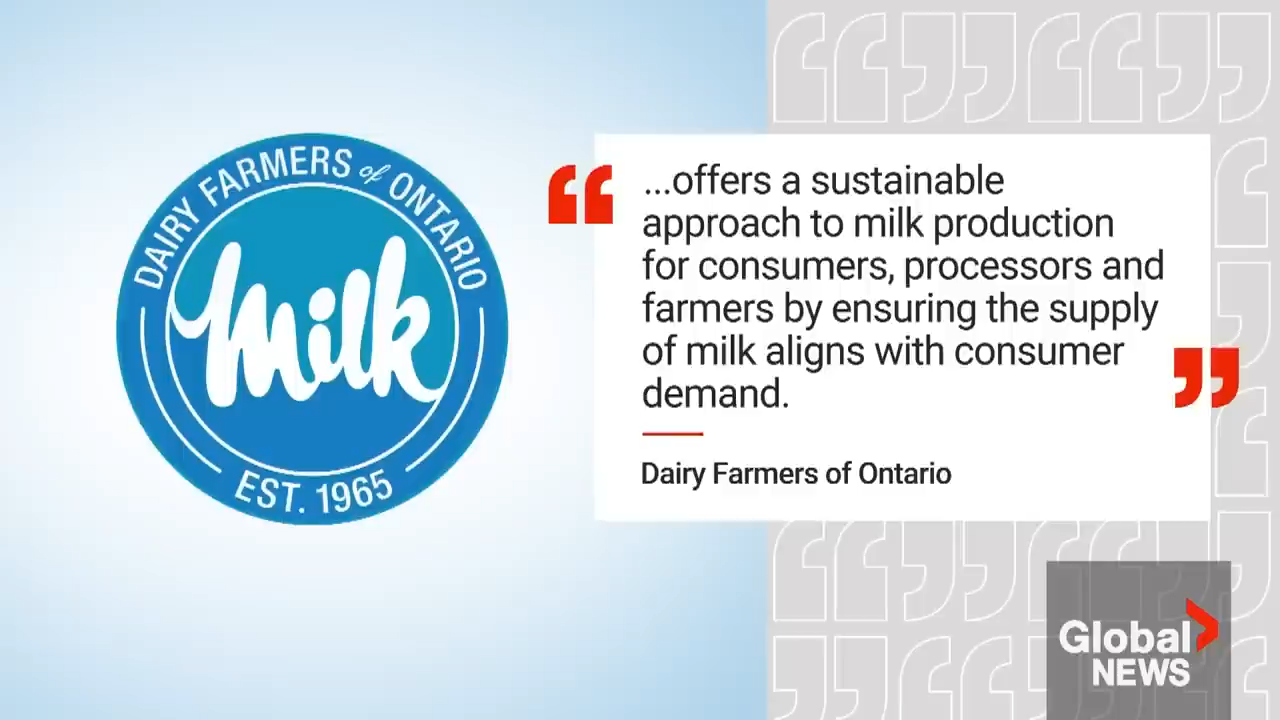 DAIRY FARMERS of ONTARIO
milk
EST. 1965
“
...offers a sustainable
approach to milk production
for consumers, processors and
farmers by ensuring the supply
of milk aligns with consumer
demand.
”
Dairy Farmers of Ontario
Global
NEWS